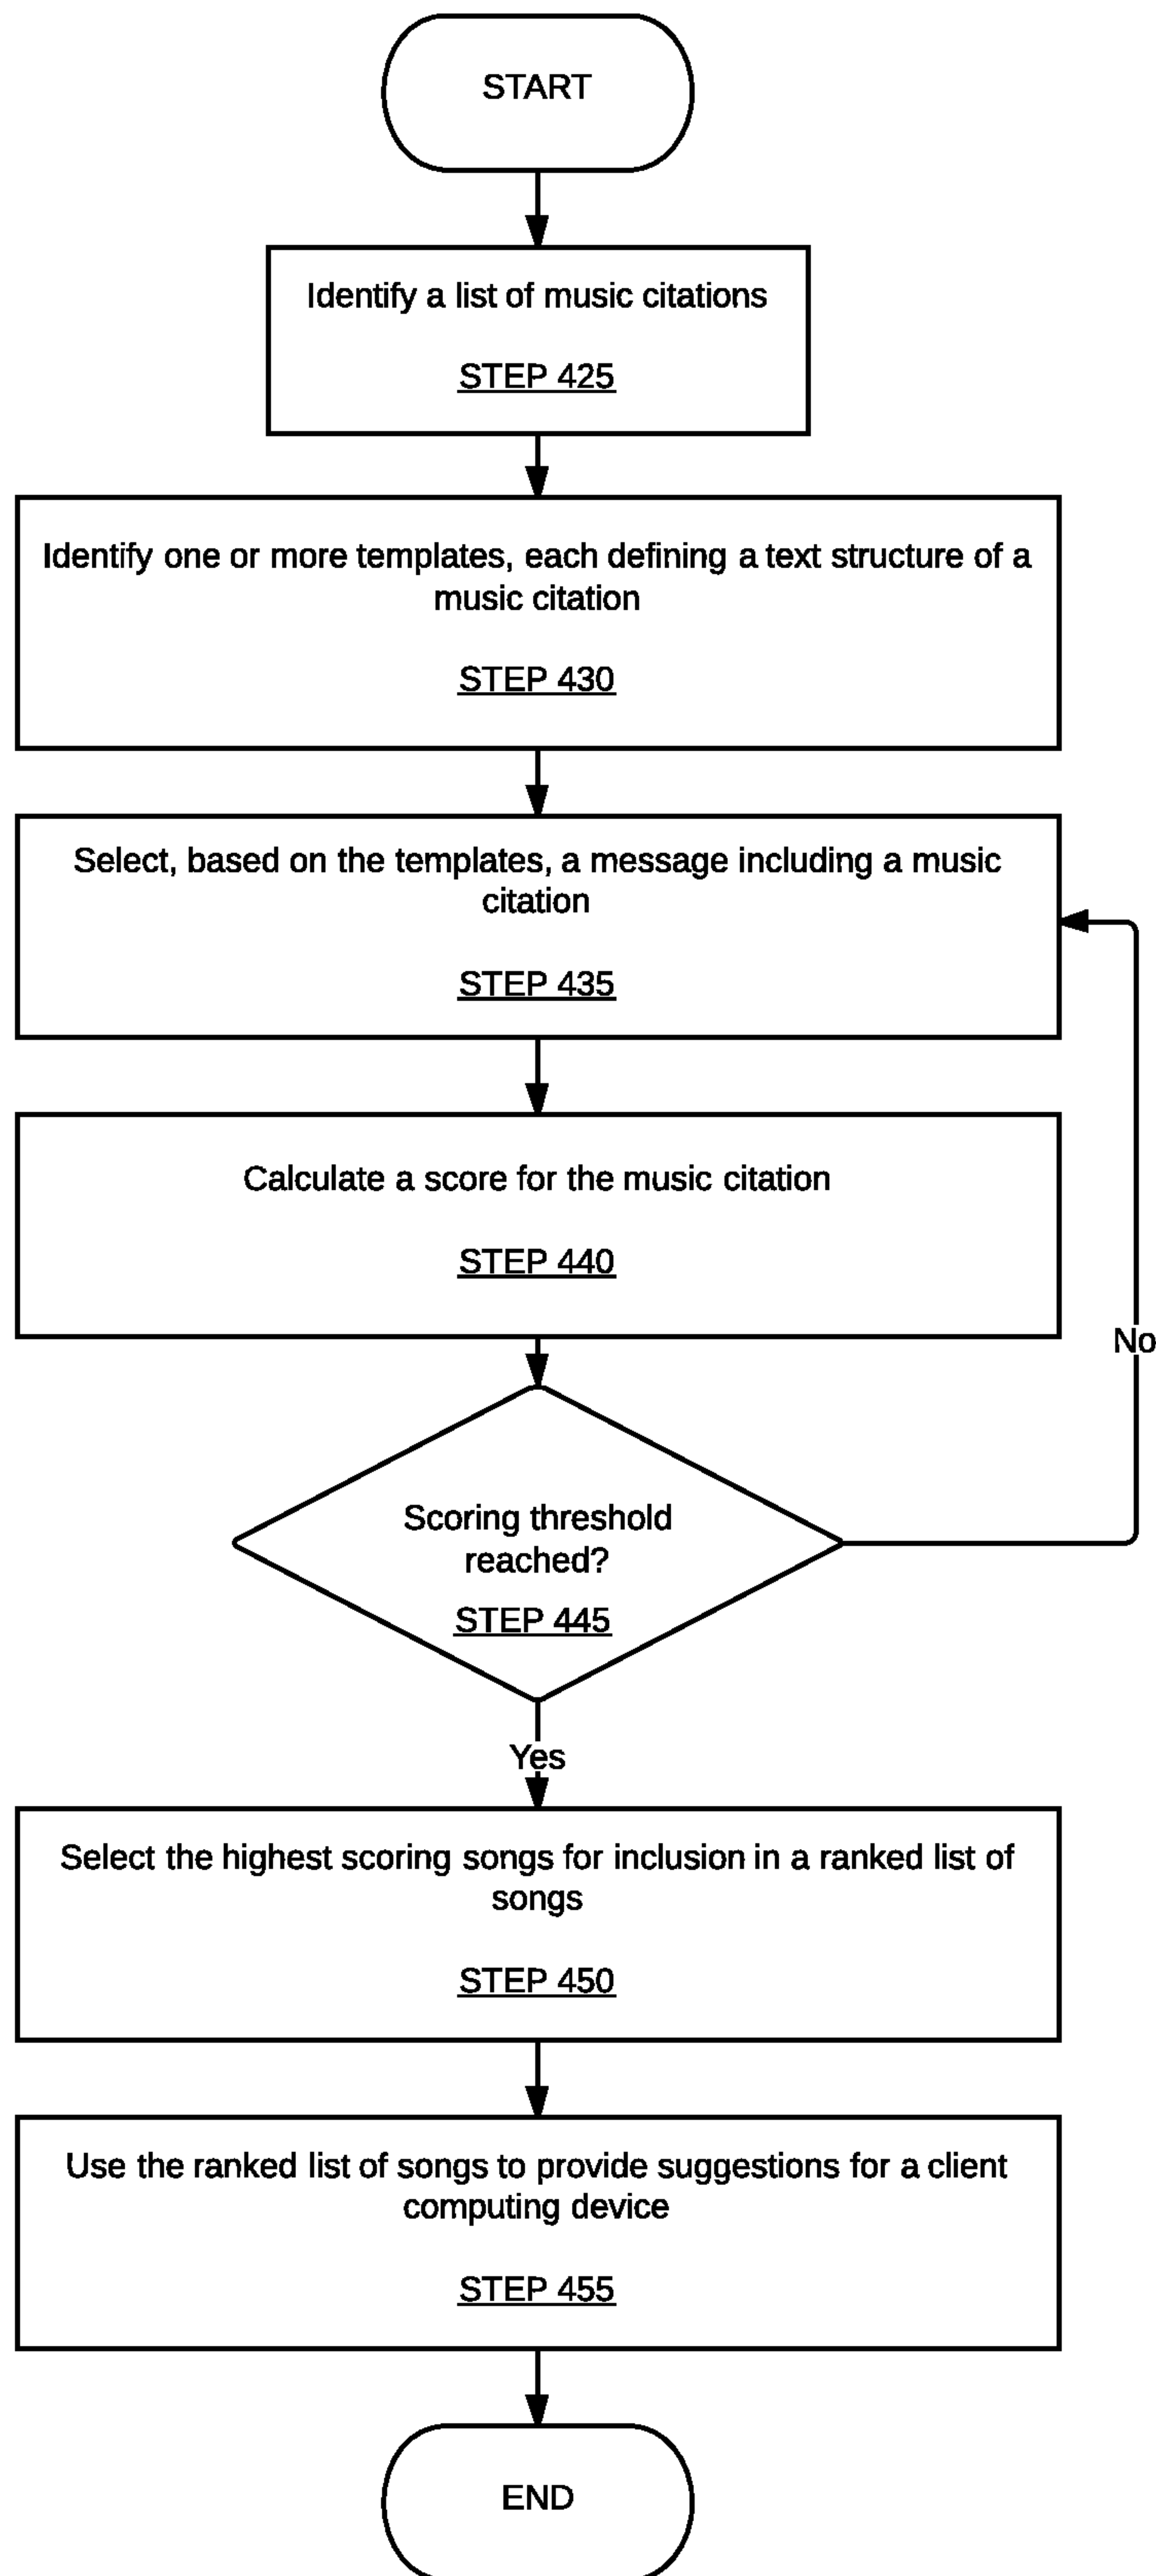 START
Identify a list of music citations
STEP 425
Identify one or more templates, each defining a text structure of a
music citation
STEP 430
Select, based on the templates, a message including a music
citation
STEP 435
Calculate a score for the music citation
STEP 440
No
Scoring threshold
reached?
STEP 445
Yes
Select the highest scoring songs for inclusion in a ranked list of
songs
STEP 450
Use the ranked list of songs to provide suggestions for a client
computing device
STEP 455
END